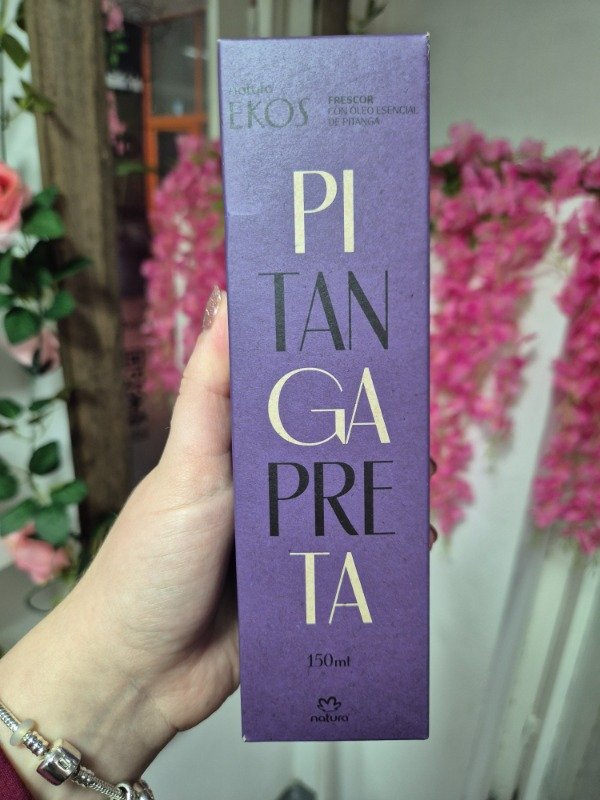 natura
EKOS
FRESCOR
CON ÓLEO ESENCIAL
DE PITANGA
PI
TAN
GA
PRE
TA
150ml
natura